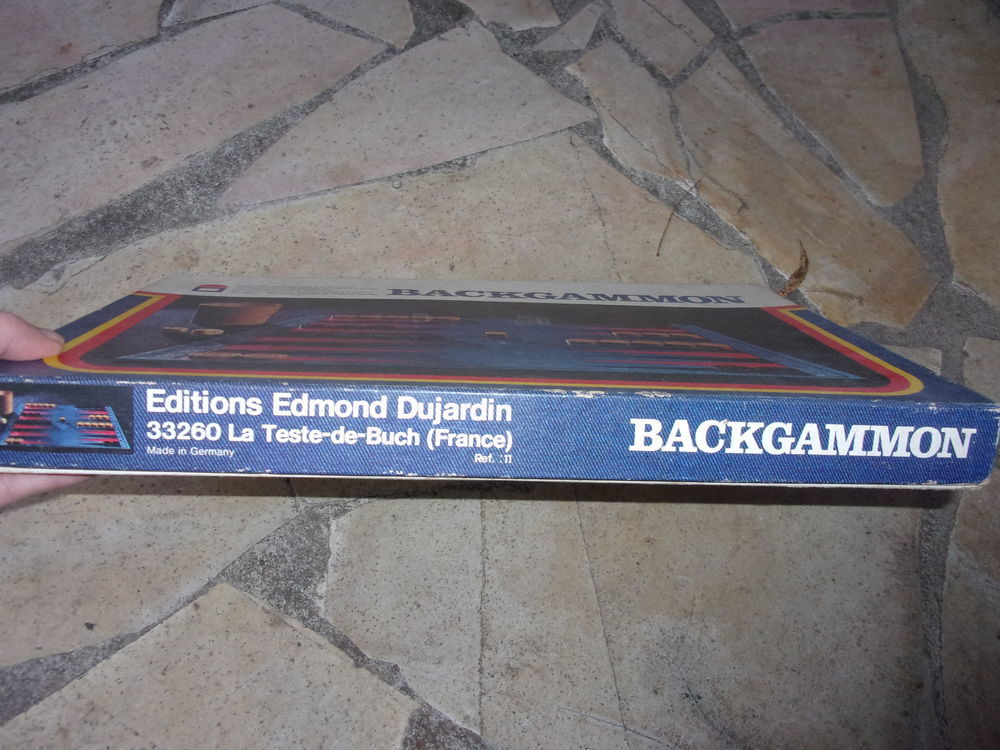 BACKGAMMON
Editions Edmond Dujardin
33260 La Teste-de-Buch (France)
Made in Germany
Ref. :11
BACKGAMMON